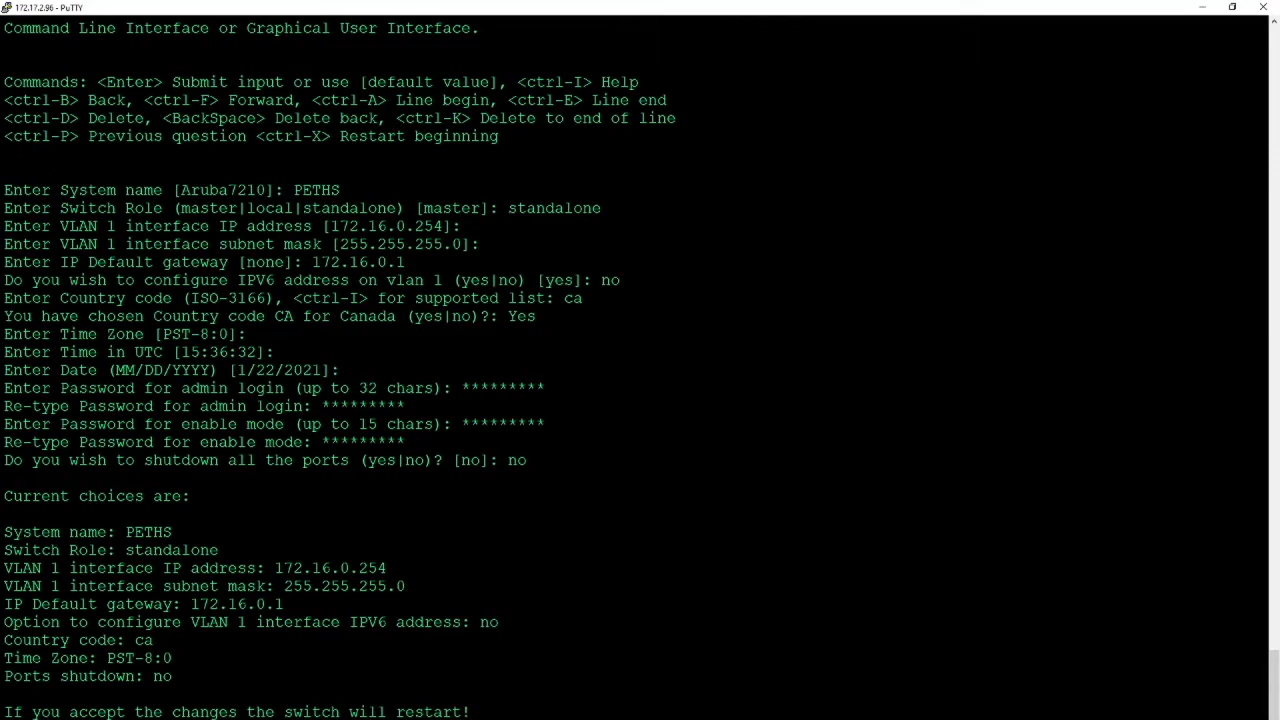 172.17.2.96 - PuTTY
Command Line Interface or Graphical User Interface.
Commands: <Enter> Submit input or use [default value], <ctrl-I> Help
<ctrl-B> Back, <ctrl-F> Forward, <ctrl-A> Line begin, <ctrl-E> Line end
<ctrl-D> Delete, <BackSpace> Delete back, <ctrl-K> Delete to end of line
<ctrl-P> Previous question <ctrl-X> Restart beginning
Enter System name [Aruba7210]: PETHS
Enter Switch Role (master|local|standalone) [master]: standalone
Enter VLAN 1 interface IP address [172.16.0.254]:
Enter VLAN 1 interface subnet mask [255.255.255.0]:
Enter IP Default gateway [none]: 172.16.0.1
Do you wish to configure IPV6 address on vlan 1 (yes|no) [yes]: no
Enter Country code (ISO-3166), <ctrl-I> for supported list: ca
You have chosen Country code CA for Canada (yes|no)?: Yes
Enter Time Zone [PST-8:0]:
Enter Time in UTC [15:36:32]:
Enter Date (MM/DD/YYYY) [1/22/2021]:
Enter Password for admin login (up to 32 chars): *********
Re-type Password for admin login: *********
Enter Password for enable mode (up to 15 chars): *********
Re-type Password for enable mode: *********
Do you wish to shutdown all the ports (yes|no)? [no]: no
Current choices are:
System name: PETHS
Switch Role: standalone
VLAN 1 interface IP address: 172.16.0.254
VLAN 1 interface subnet mask: 255.255.255.0
IP Default gateway: 172.16.0.1
Option to configure VLAN 1 interface IPV6 address: no
Country code: ca
Time Zone: PST-8:0
Ports shutdown: no
If you accept the changes the switch will restart!